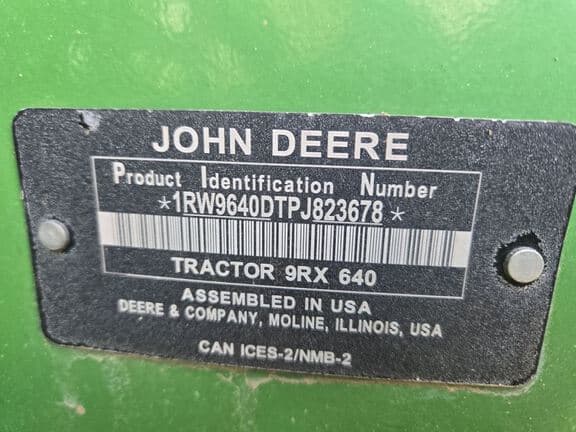 JOHN DEERE
Product Identification Number
*1RW9640DTPJ823678*
TRACTOR 9RX 640
ASSEMBLED IN USA
DEERE & COMPANY, MOLINE, ILLINOIS, USA
CAN ICES-2/NMB-2